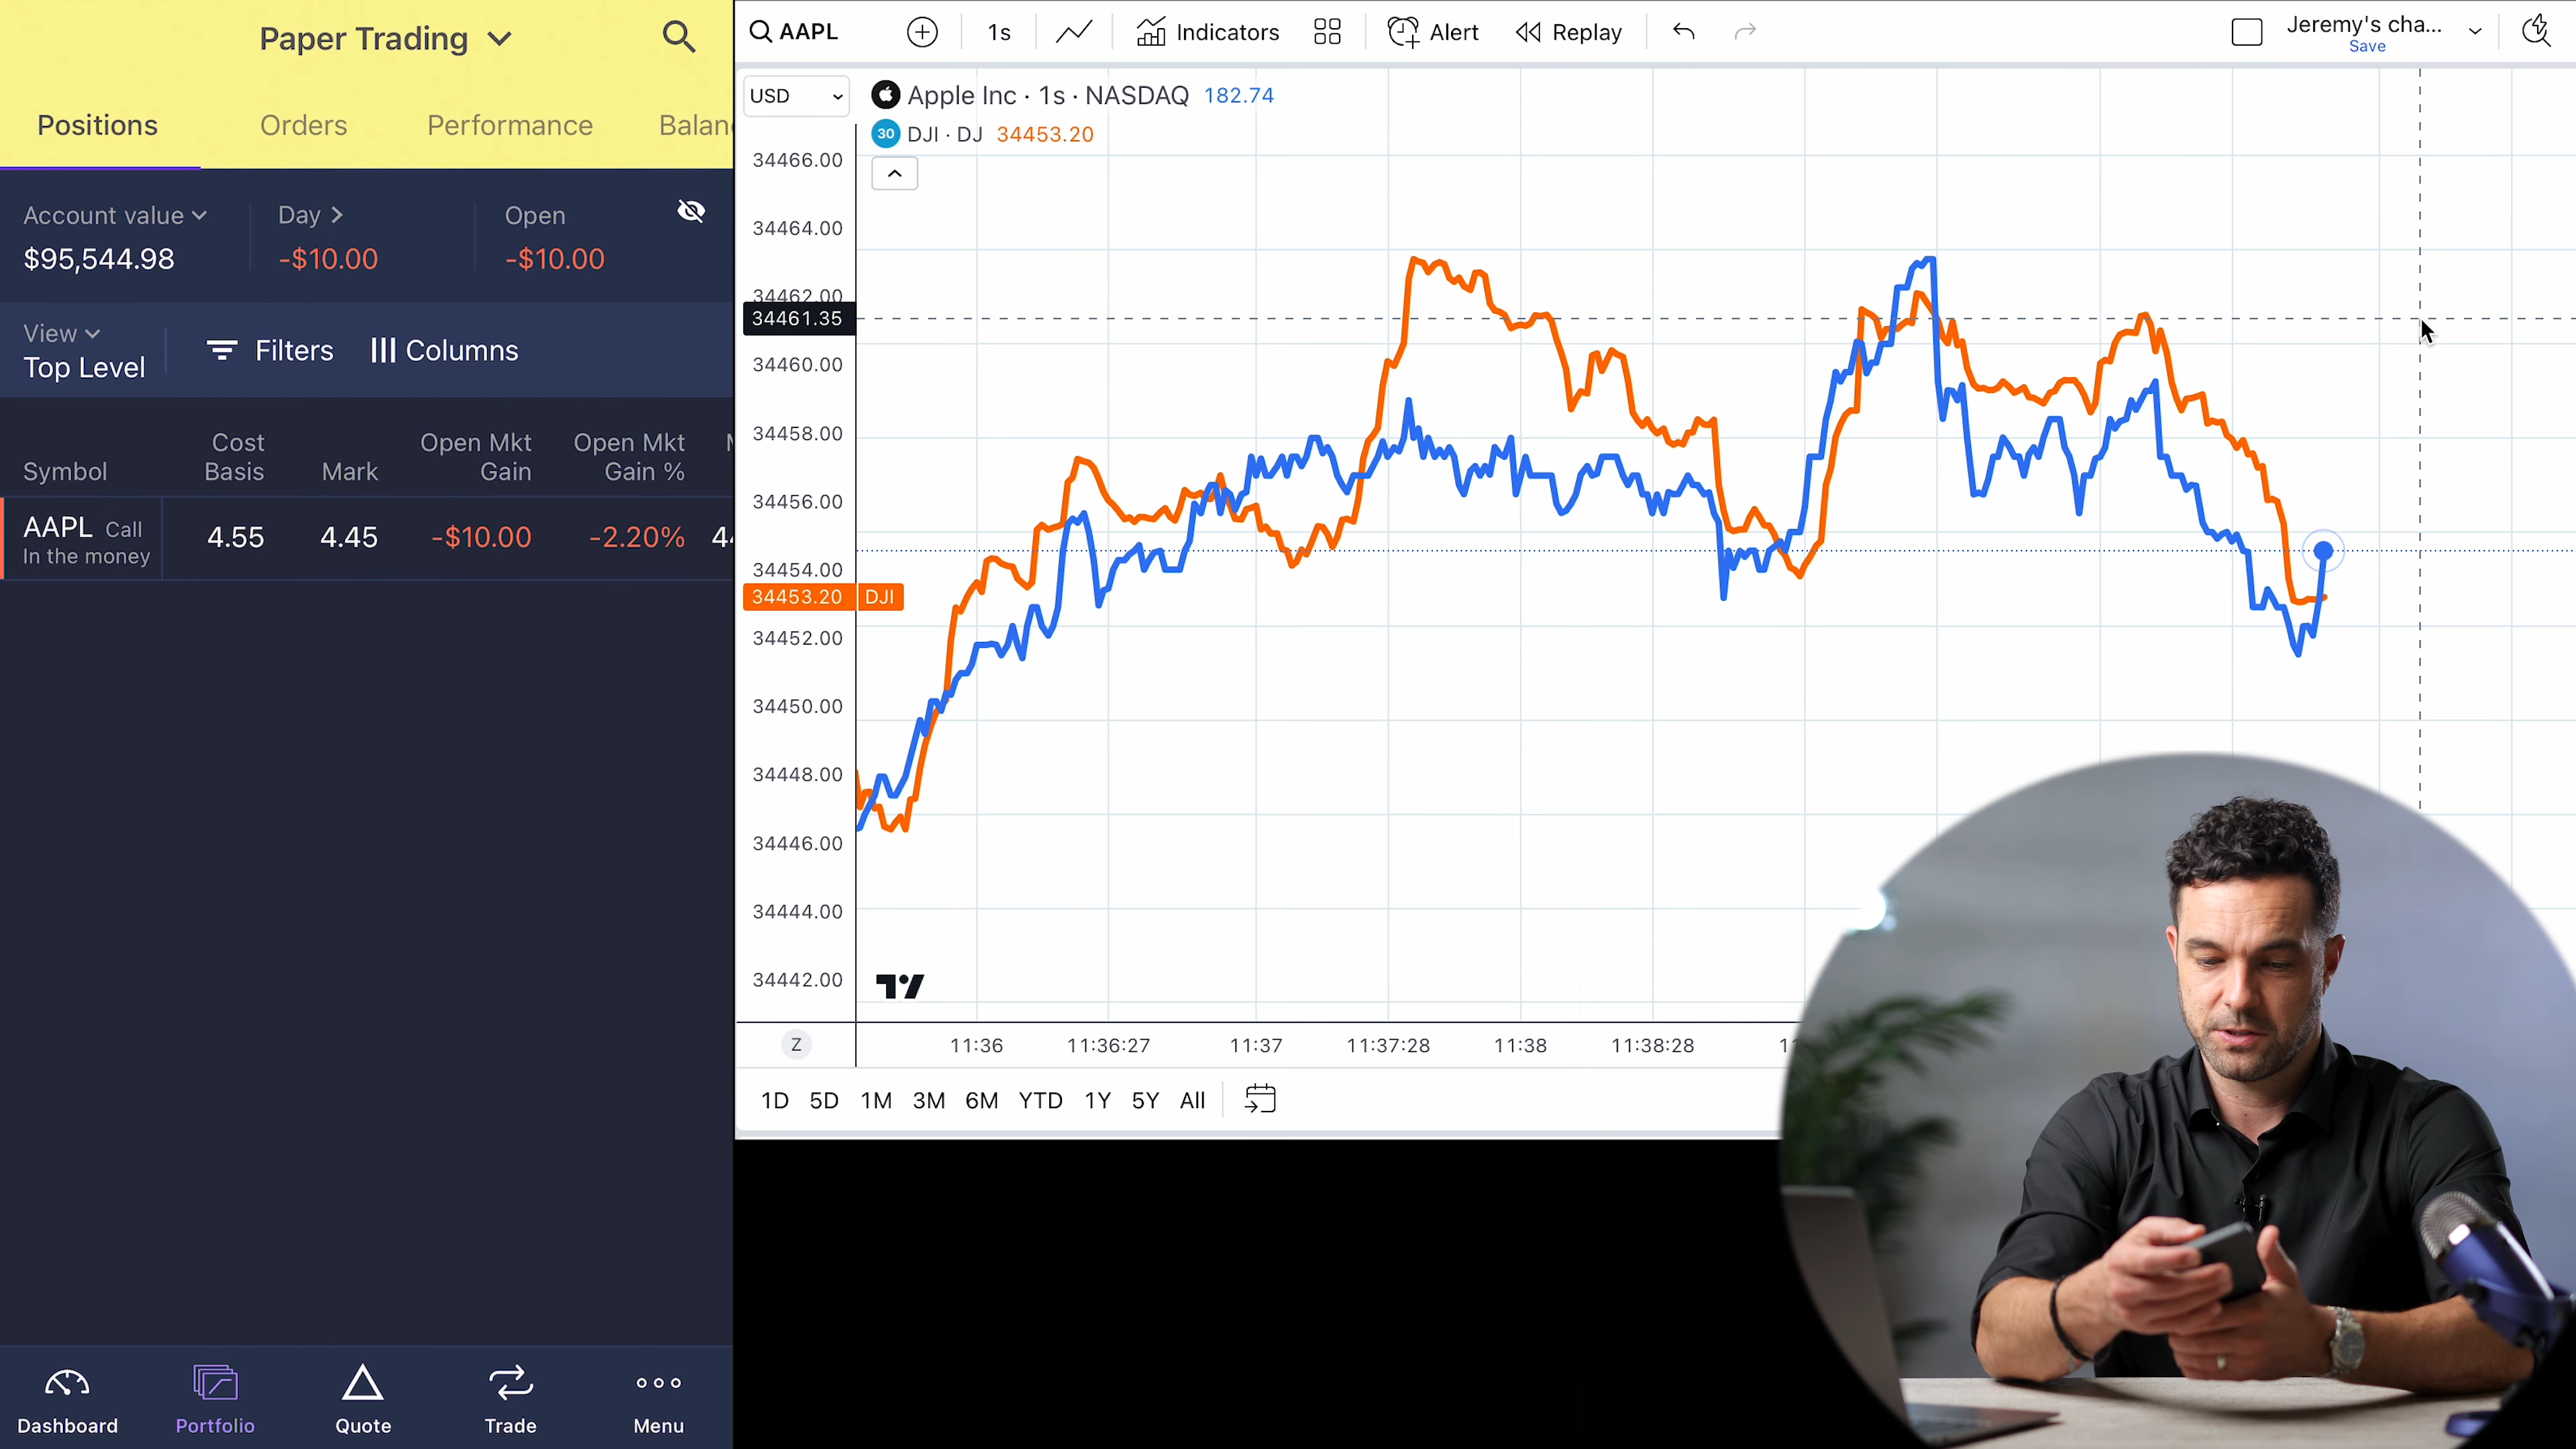 Paper Trading
Positions Orders Performance Balan
Account value Day Open
$95,544.98 -$10.00 -$10.00
View
Top Level Filters Columns
Symbol Cost Basis Mark Open Mkt Gain Open Mkt Gain %
AAPL Call 4.55 4.45 -$10.00 -2.20% 44
In the money
Dashboard Portfolio Quote Trade Menu
AAPL 1s Indicators Alert Replay Jeremy's cha...
Save
USD Apple Inc · 1s · NASDAQ 182.74
30 DJI · DJ 34453.20
34466.00
34464.00
34462.00
34461.35
34460.00
34458.00
34456.00
34454.00
34453.20 DJI
34452.00
34450.00
34448.00
34446.00
34444.00
34442.00
Z 11:36 11:36:27 11:37 11:37:28 11:38 11:38:28
1D 5D 1M 3M 6M YTD 1Y 5Y All